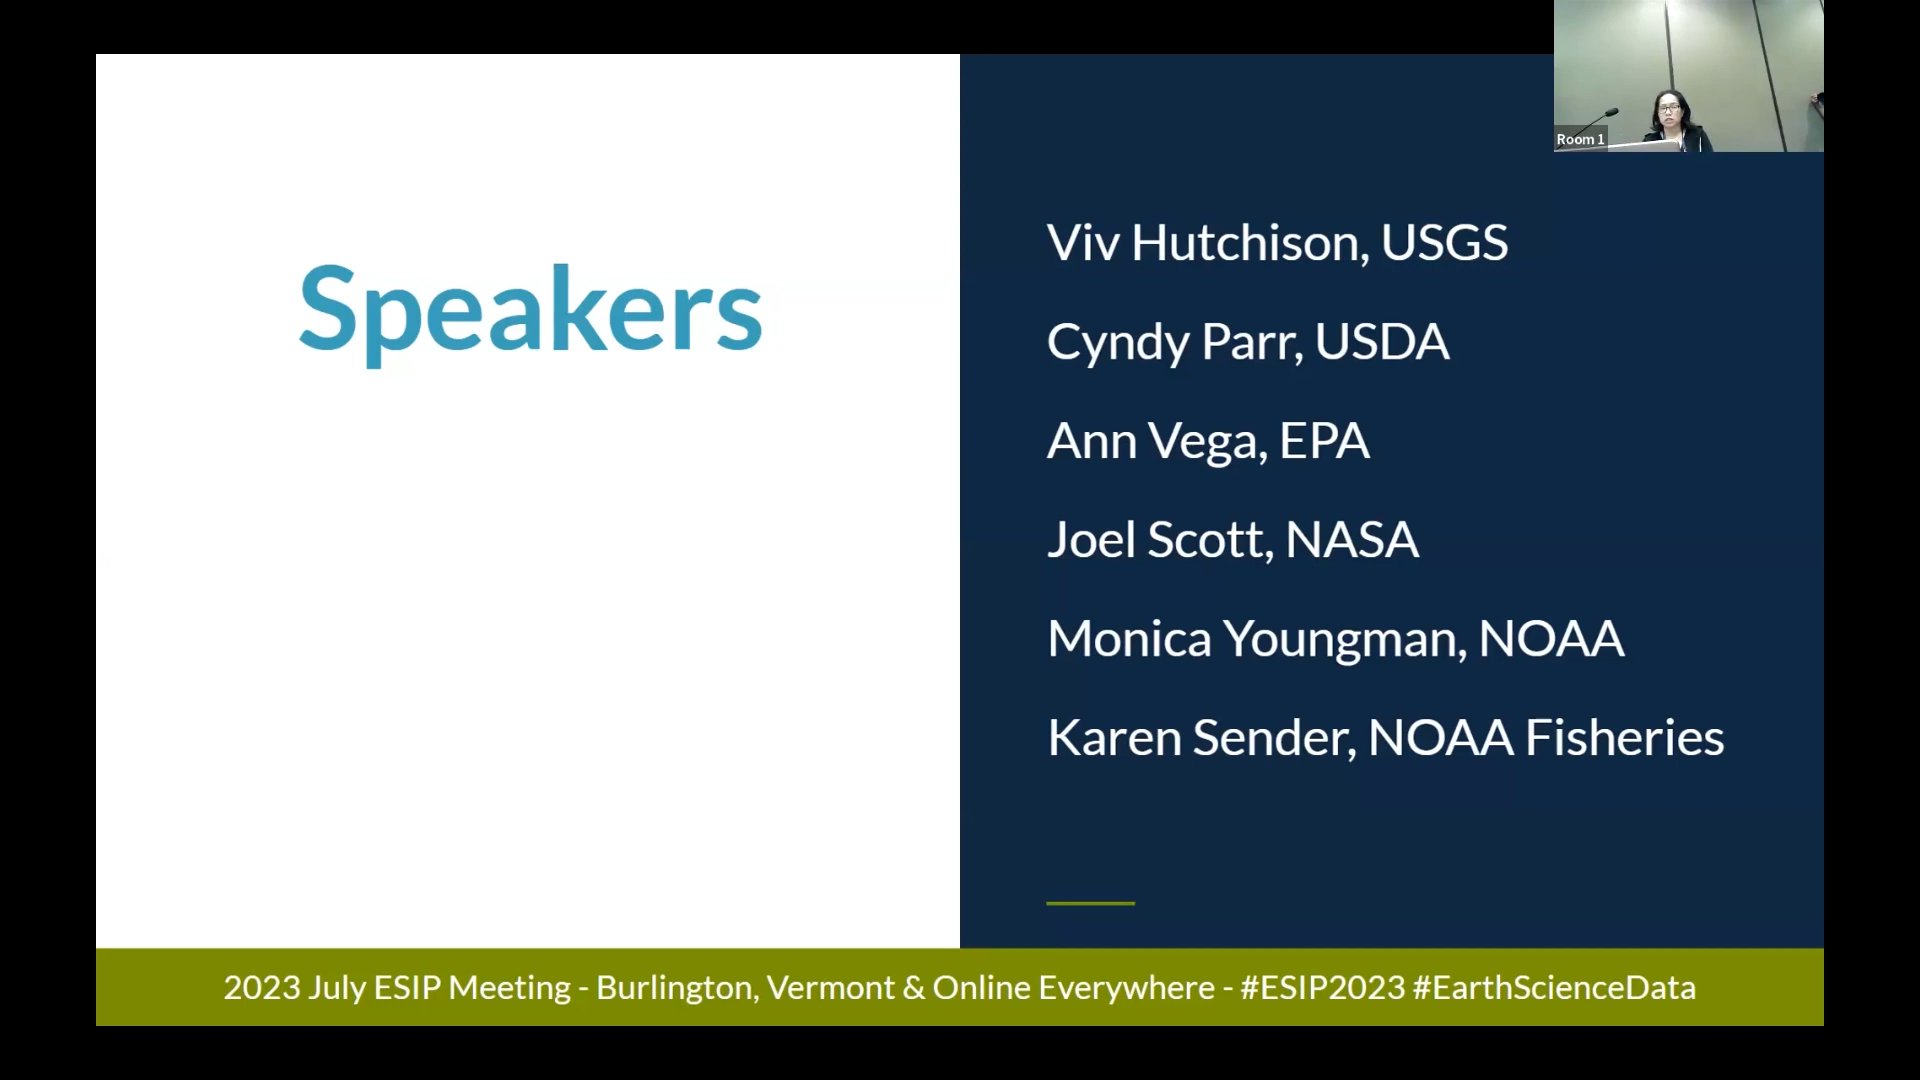 Room 1
Speakers
Viv Hutchison, USGS
Cyndy Parr, USDA
Ann Vega, EPA
Joel Scott, NASA
Monica Youngman, NOAA
Karen Sender, NOAA Fisheries
2023 July ESIP Meeting - Burlington, Vermont & Online Everywhere - #ESIP2023 #EarthScienceData